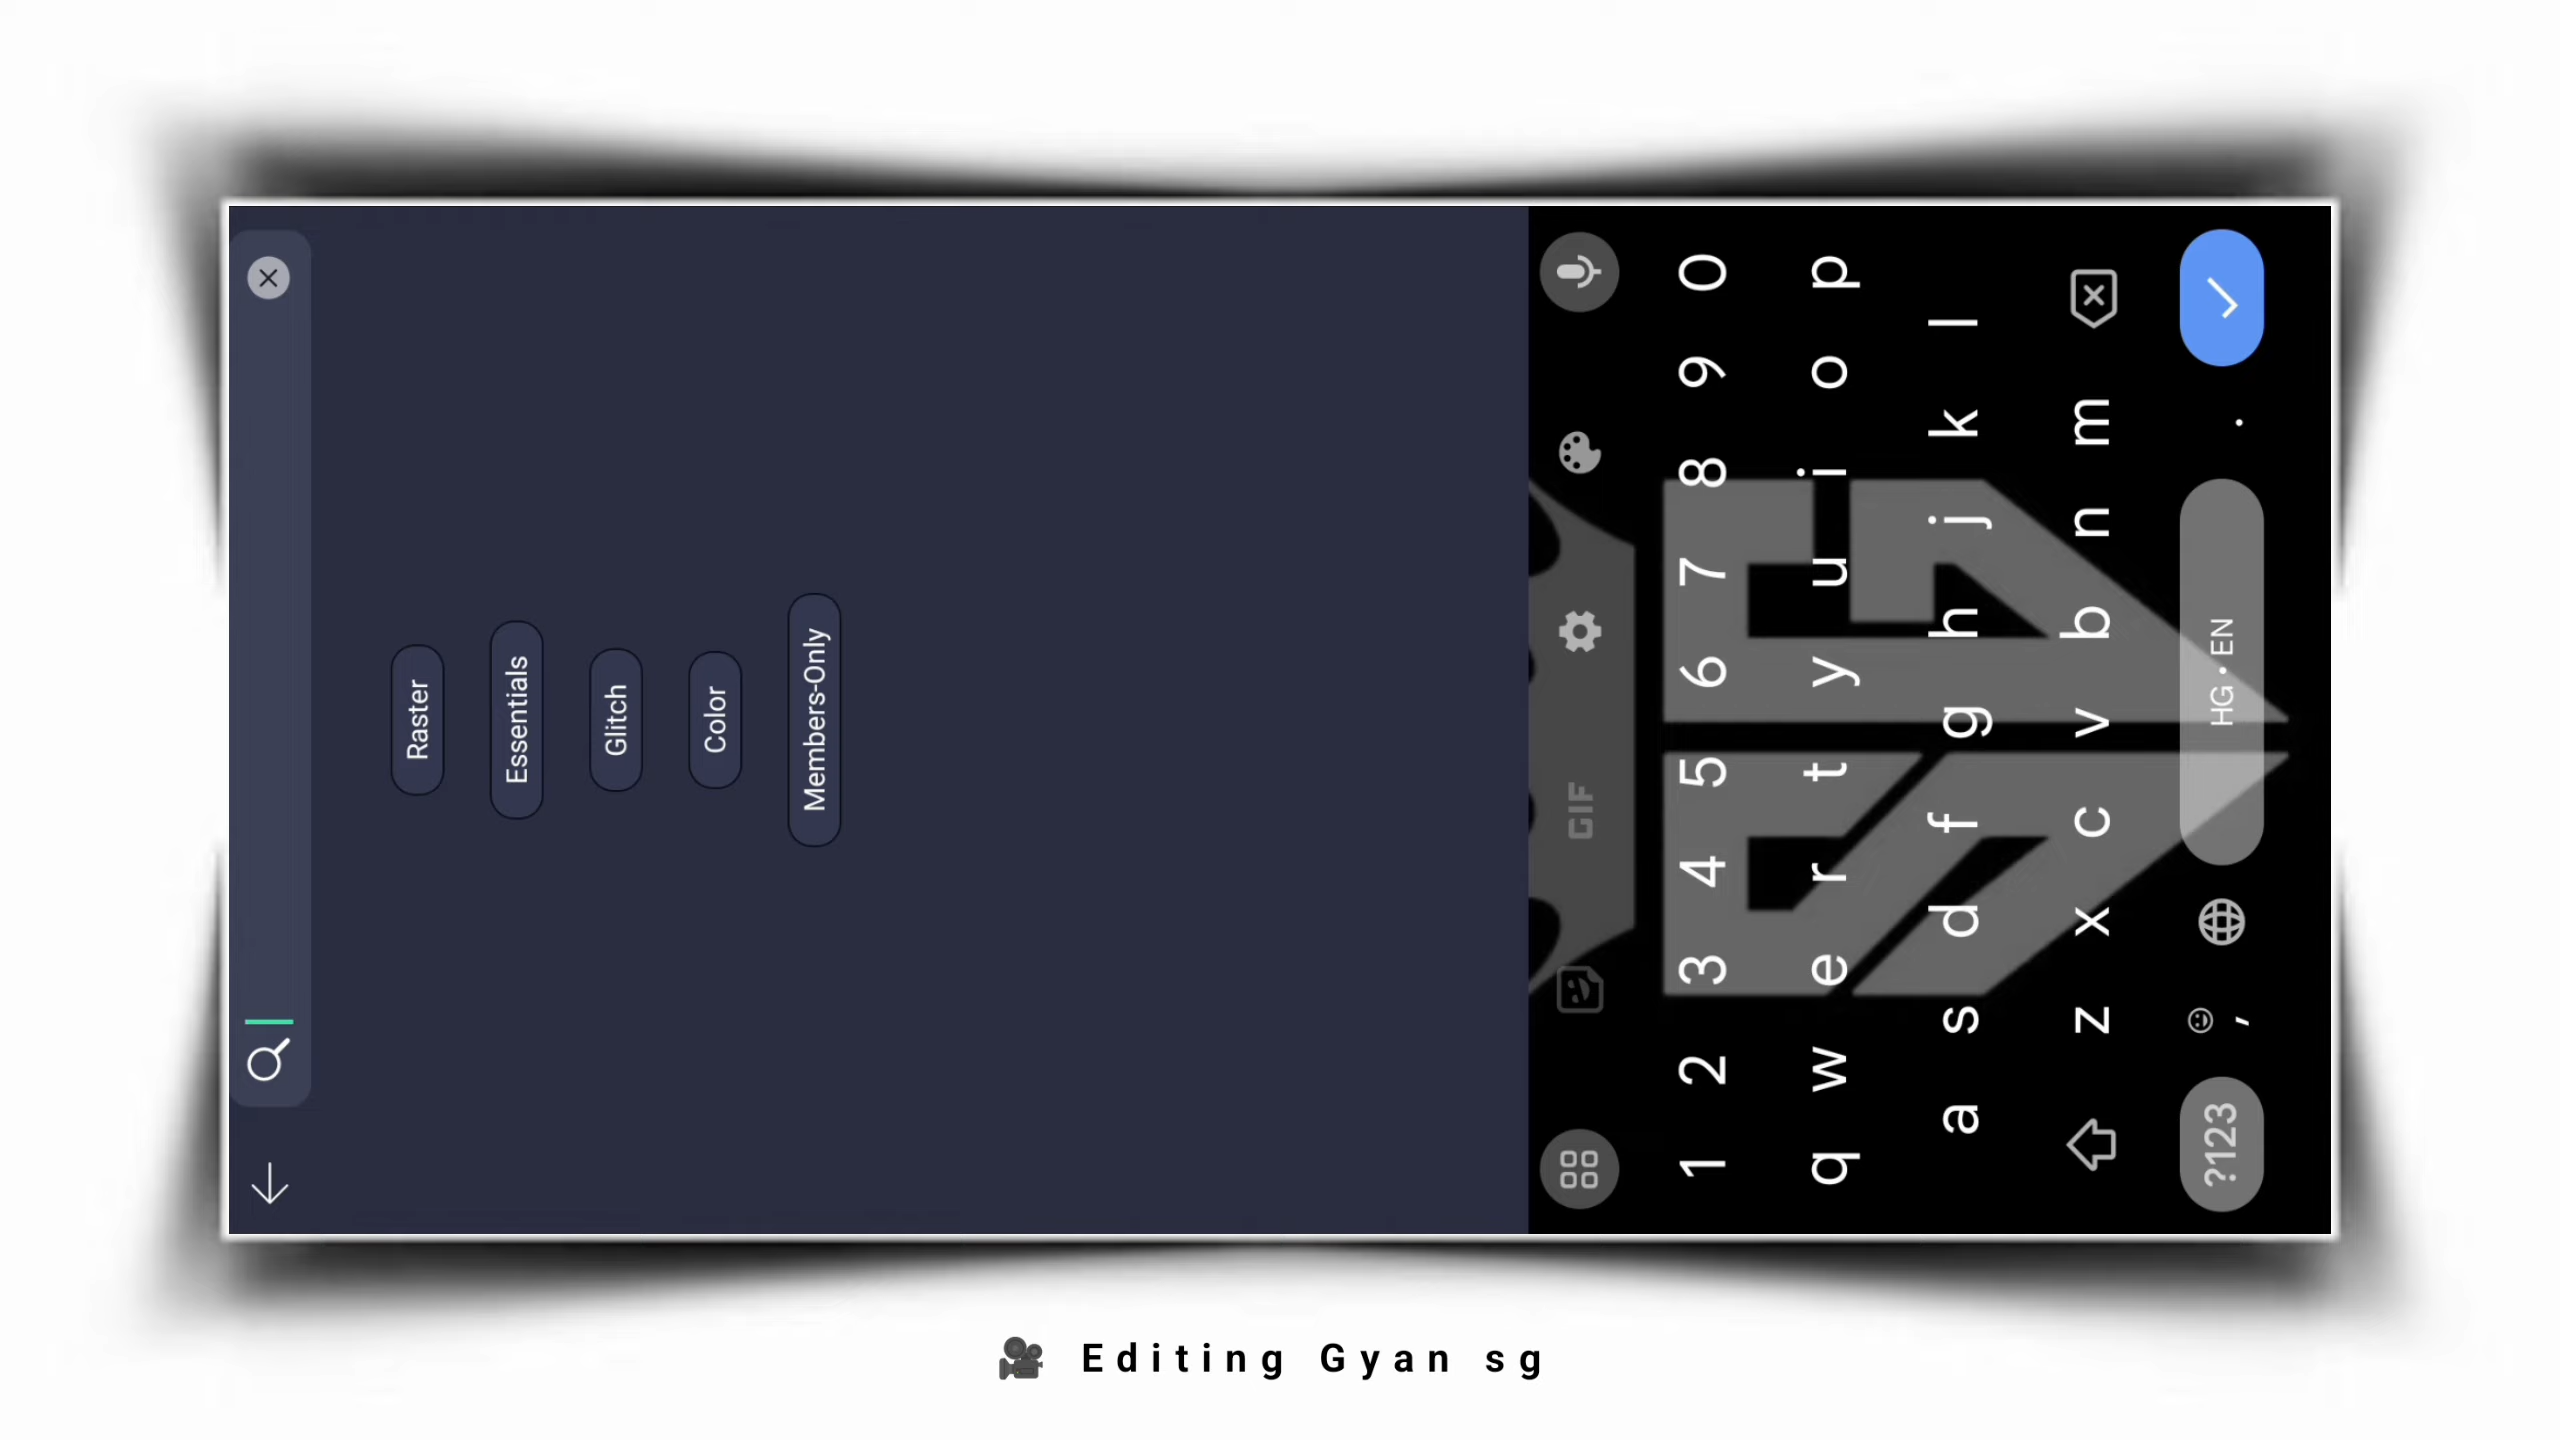 Raster
Essentials
Glitch
Color
Members-Only
GIF
1 2 3 4 5 6 7 8 9 0
q w e r t y u i o p
a s d f g h j k l
z x c v b n m
?123 , HG • EN .
Editing Gyan sg